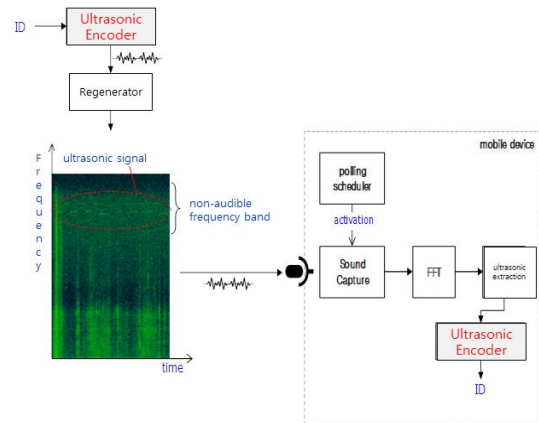 ID
Ultrasonic
Encoder
Regenerator
Frequency
ultrasonic signal
non-audible
frequency band
time
mobile device
polling
scheduler
activation
Sound
Capture
FFT
ultrasonic
extraction
Ultrasonic
Encoder
ID